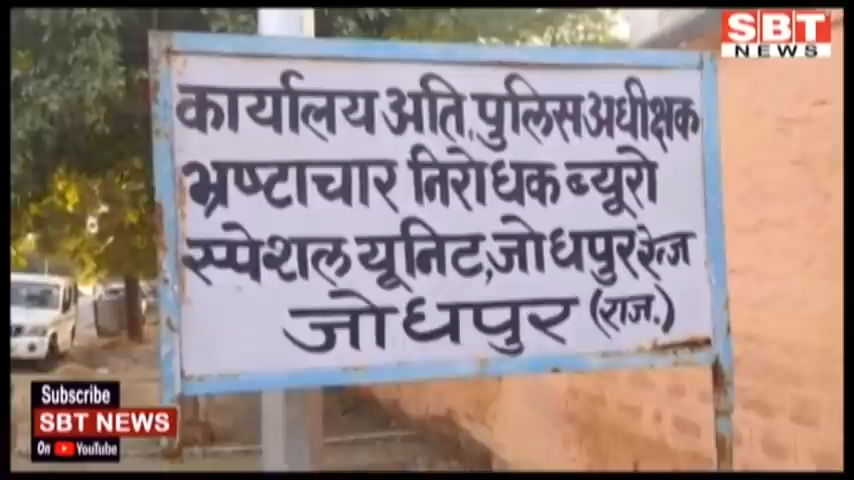 SBT
NEWS
कार्यालय अति. पुलिस अधीक्षक
भ्रष्टाचार निरोधक ब्यूरो
स्पेशल यूनिट, जोधपुर रेन्ज
जोधपुर (राज.)
Subscribe
SBT NEWS
On YouTube